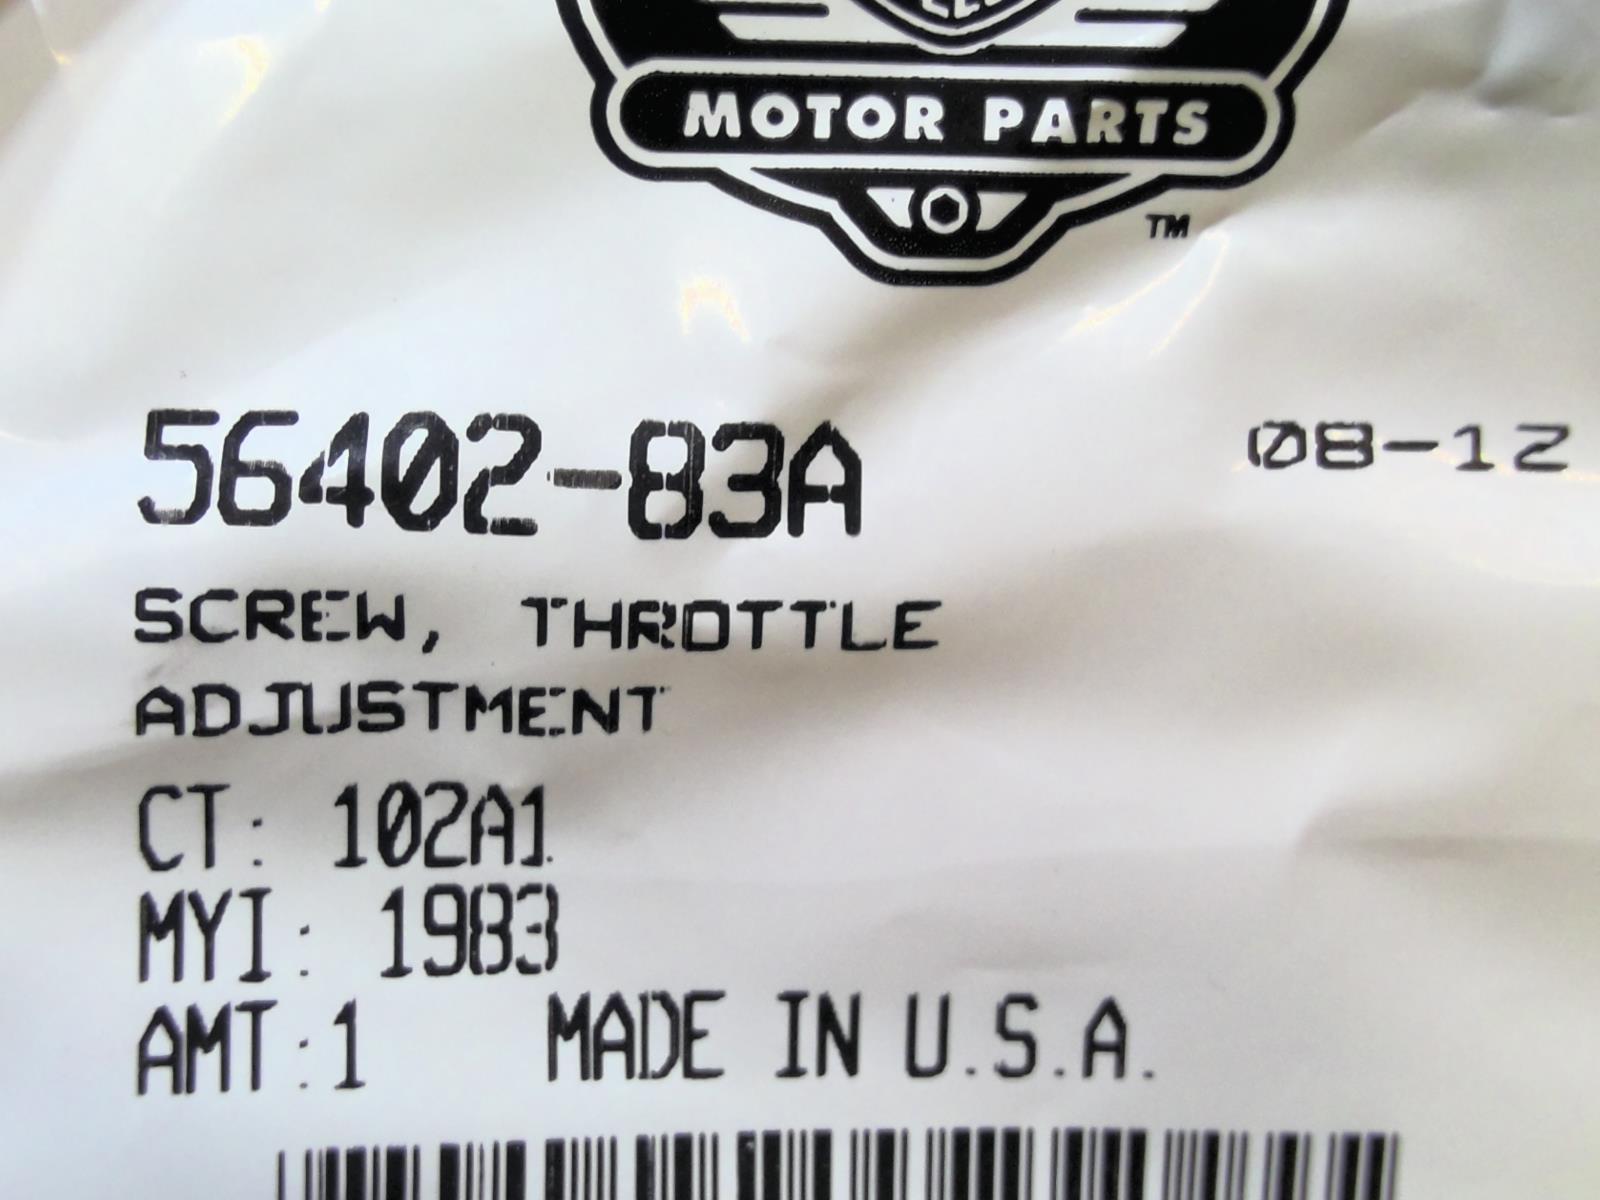 MOTOR PARTS
TM
56402-83A 08-12
SCREW, THROTTLE
ADJUSTMENT
CT: 102A1
MYI: 1983
AMT:1 MADE IN U.S.A.